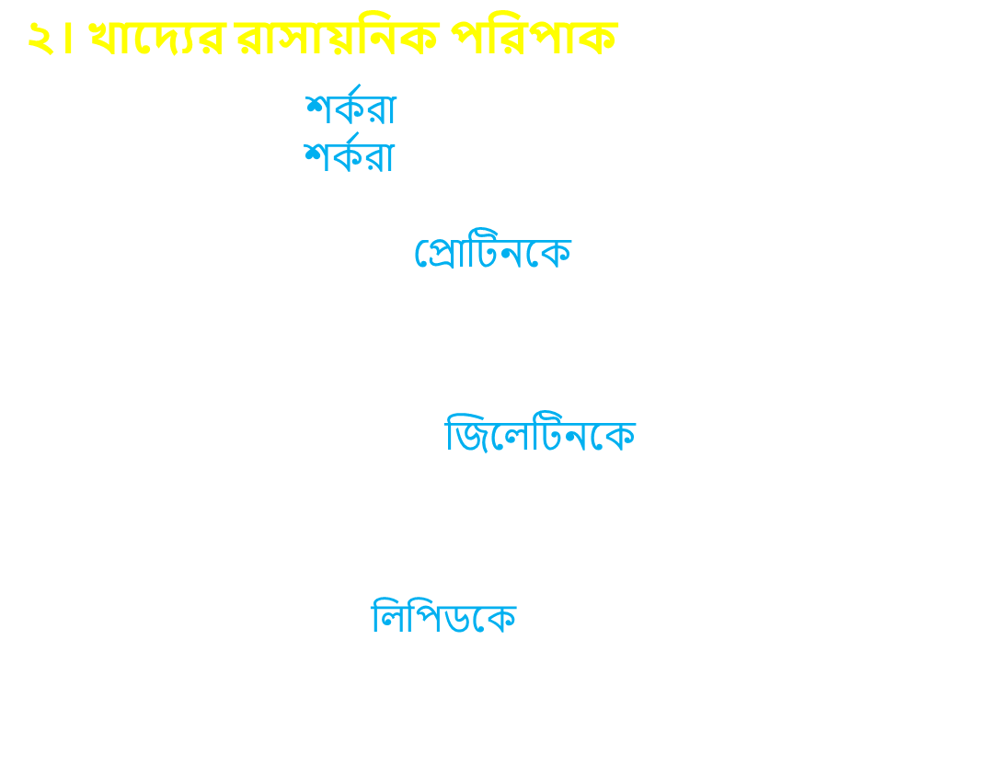 ২। খাদ্যের রাসায়নিক পরিপাক
শর্করা
শর্করা
প্রোটিনকে
জিলেটিনকে
লিপিডকে